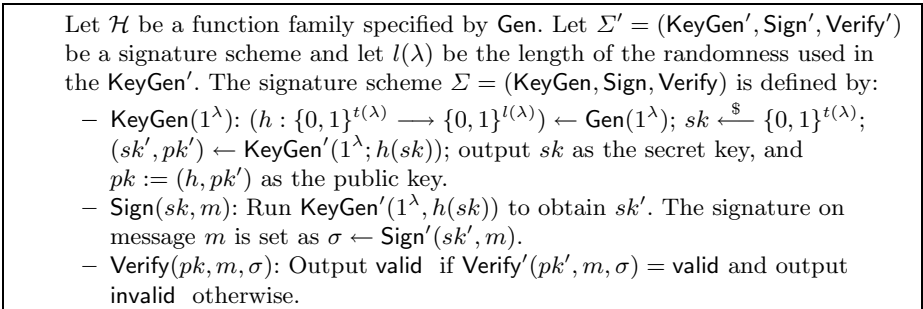 Let ℋ be a function family specified by Gen. Let Σ′ = (KeyGen′, Sign′, Verify′)
be a signature scheme and let l(λ) be the length of the randomness used in
the KeyGen′. The signature scheme Σ = (KeyGen, Sign, Verify) is defined by:
– KeyGen(1^λ): (h : {0, 1}^{t(λ)} ⟶ {0, 1}^{l(λ)}) ← Gen(1^λ); sk ←$ {0, 1}^{t(λ)};
(sk′, pk′) ← KeyGen′(1^λ; h(sk)); output sk as the secret key, and
pk := (h, pk′) as the public key.
– Sign(sk, m): Run KeyGen′(1^λ, h(sk)) to obtain sk′. The signature on
message m is set as σ ← Sign′(sk′, m).
– Verify(pk, m, σ): Output valid if Verify′(pk′, m, σ) = valid and output
invalid otherwise.